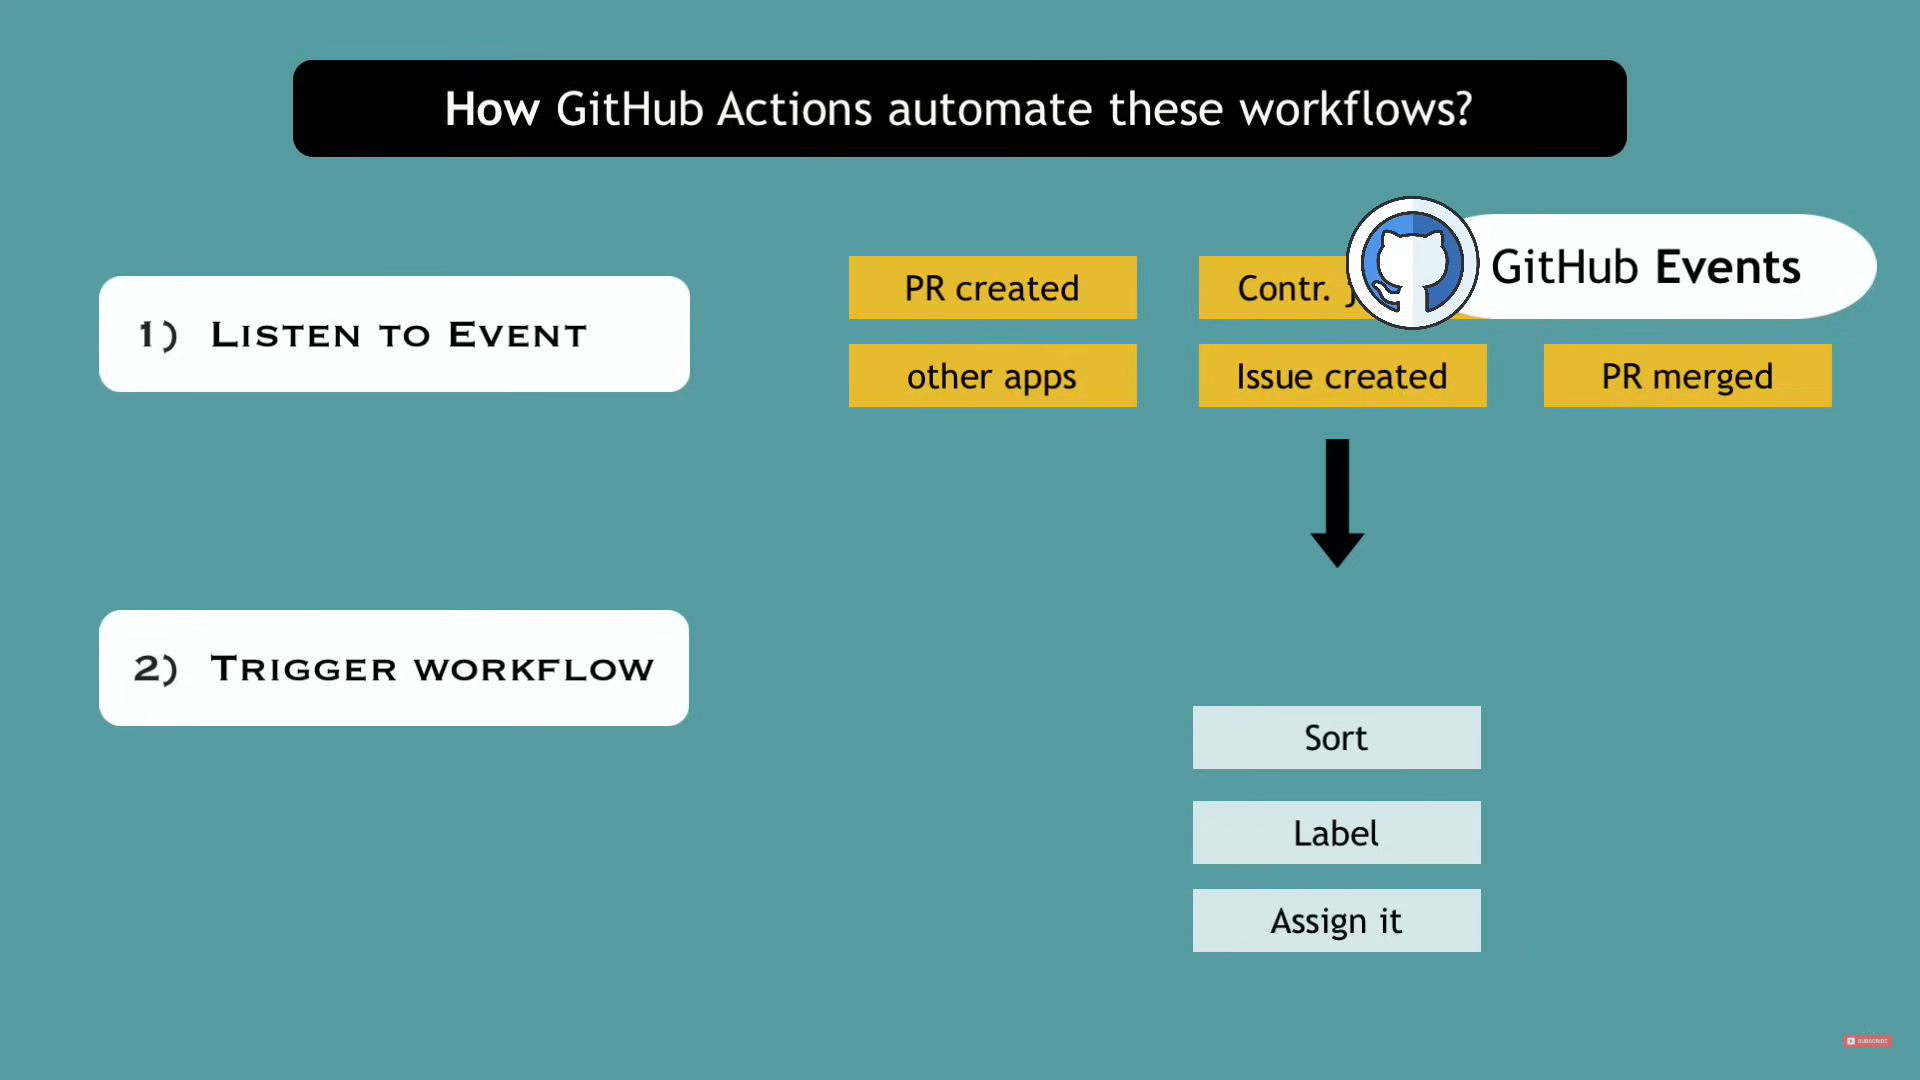 How GitHub Actions automate these workflows?
GitHub Events
1) LISTEN TO EVENT
PR created
Contr.
other apps
Issue created
PR merged
2) TRIGGER WORKFLOW
Sort
Label
Assign it
SUBSCRIBE